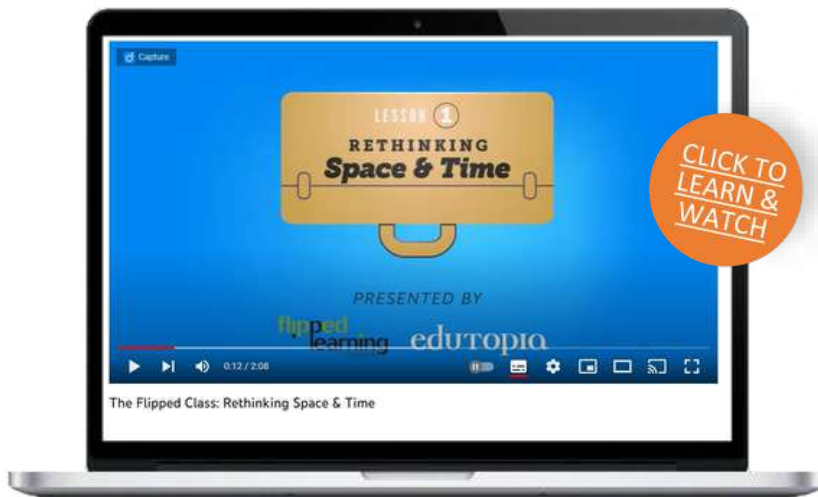 Capture
LESSON 1
RETHINKING
Space & Time
PRESENTED BY
flipped
learning
edutopia
0:12 / 2:08
The Flipped Class: Rethinking Space & Time
CLICK TO
LEARN &
WATCH